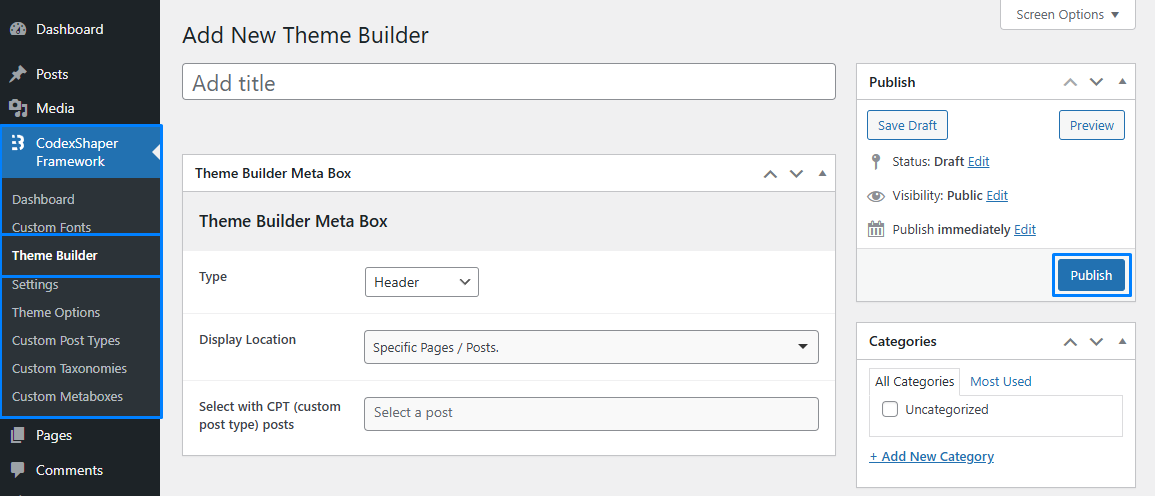 Dashboard
Posts
Media
CodexShaper
Framework
Dashboard
Custom Fonts
Theme Builder
Settings
Theme Options
Custom Post Types
Custom Taxonomies
Custom Metaboxes
Pages
Comments
Screen Options
Add New Theme Builder
Add title
Theme Builder Meta Box
Theme Builder Meta Box
Type
Header
Display Location
Specific Pages / Posts.
Select with CPT (custom
post type) posts
Select a post
Publish
Save Draft
Preview
Status: Draft Edit
Visibility: Public Edit
Publish immediately Edit
Publish
Categories
All Categories
Most Used
Uncategorized
+ Add New Category